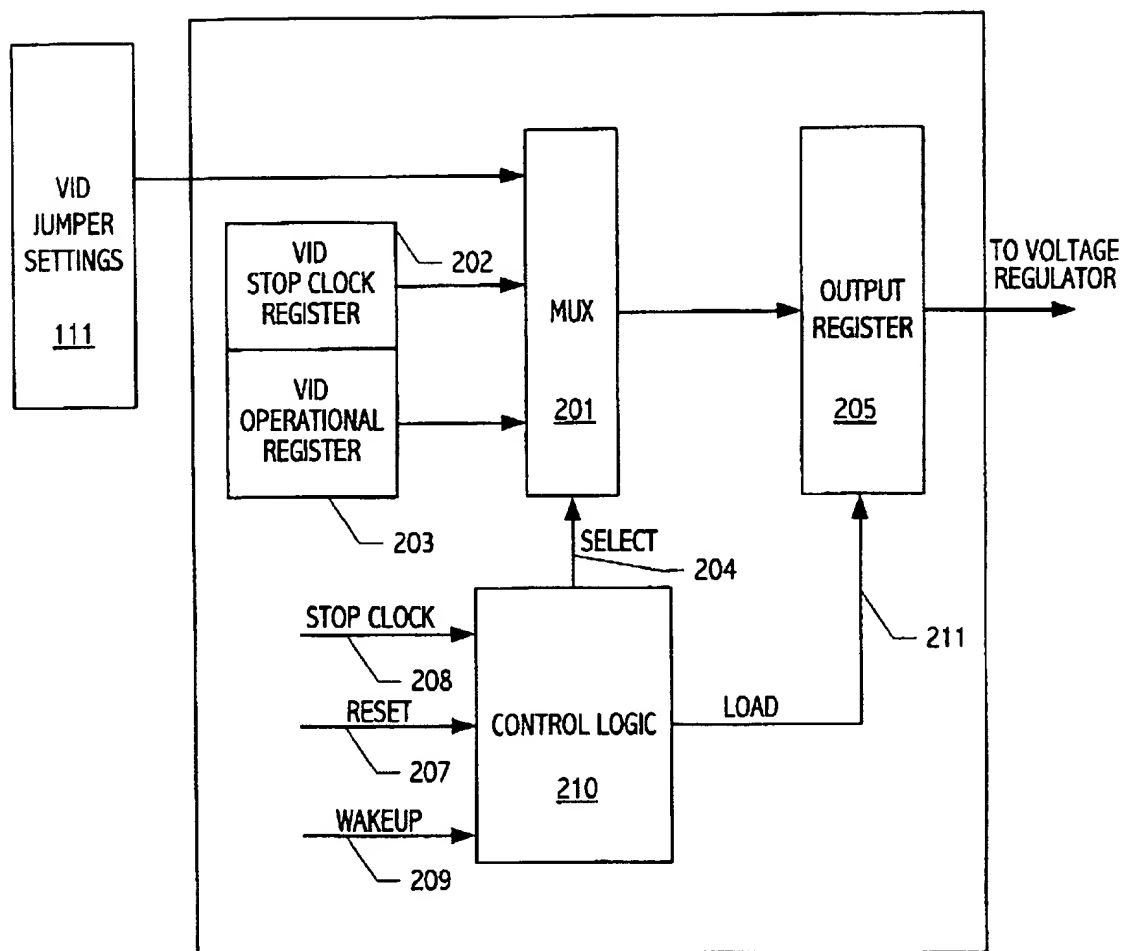 VID
JUMPER
SETTINGS
111
VID
STOP CLOCK
REGISTER
202
VID
OPERATIONAL
REGISTER
203
MUX
201
OUTPUT
REGISTER
205
TO VOLTAGE
REGULATOR
SELECT
204
STOP CLOCK
208
RESET
207
WAKEUP
209
CONTROL LOGIC
210
LOAD
211